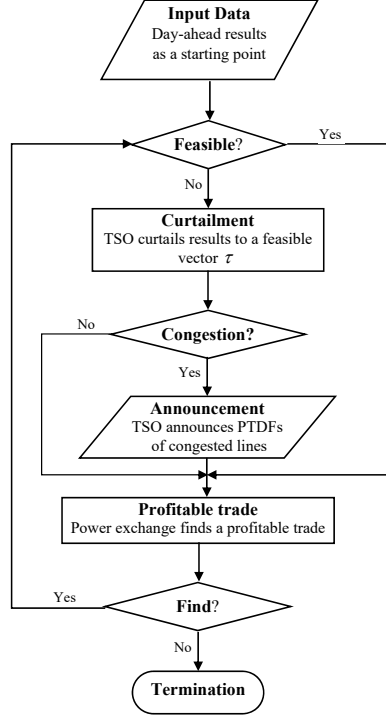 Input Data
Day-ahead results
as a starting point
Feasible?
Yes
No
Curtailment
TSO curtails results to a feasible
vector τ
No
Congestion?
Yes
Announcement
TSO announces PTDFs
of congested lines
Profitable trade
Power exchange finds a profitable trade
Yes
Find?
No
Termination